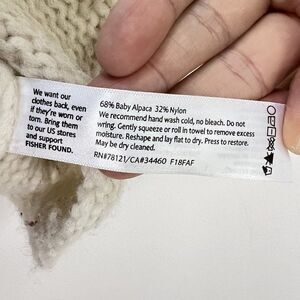 We want our
clothes back, even
if they're worn or
torn. Bring them
to our US stores
and support
FISHER FOUND.
68% Baby Alpaca 32% Nylon
We recommend hand wash cold, no bleach. Do not
wring. Gently squeeze or roll in towel to remove excess
moisture. Reshape and lay flat to dry. Press to restore.
May be dry cleaned.
RN#78121/CA#34460 F18FAF